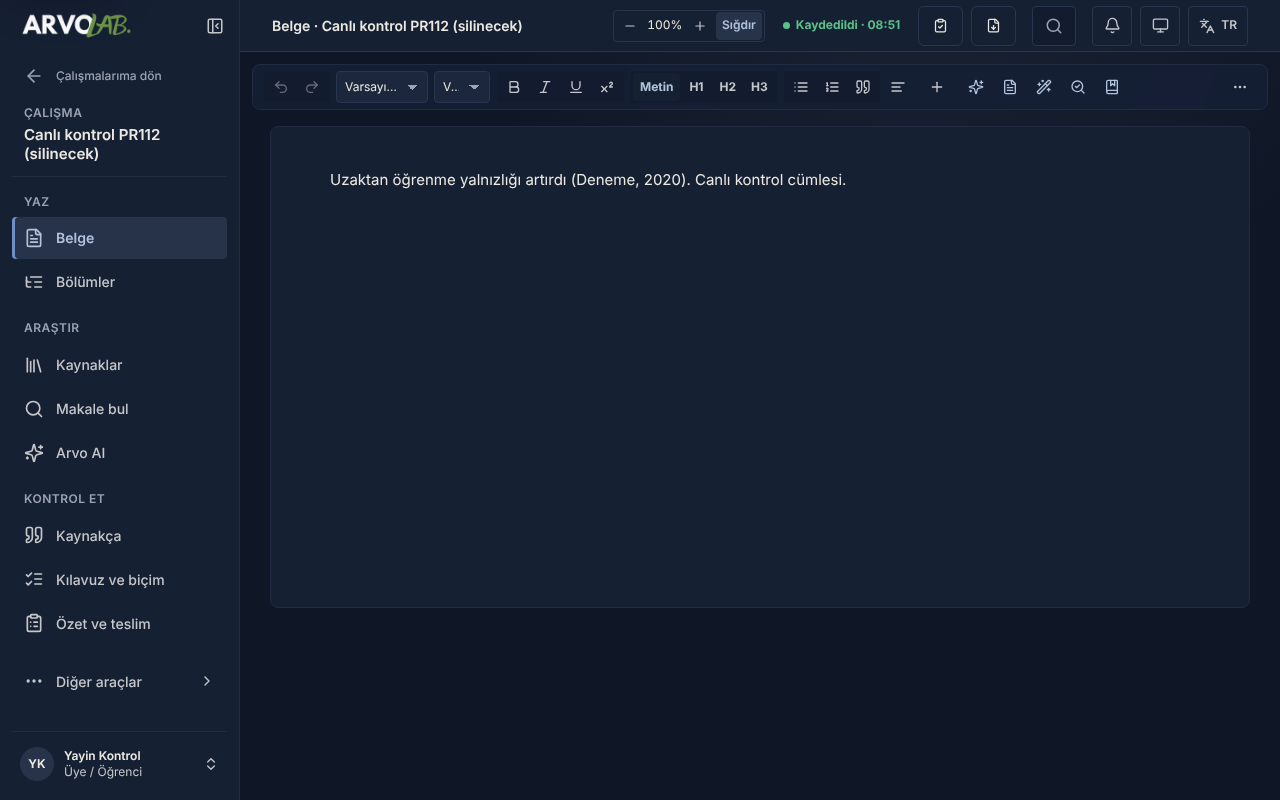 ARVOLAB.
Çalışmalarıma dön
ÇALIŞMA
Canlı kontrol PR112
(silinecek)
YAZ
Belge
Bölümler
ARAŞTIR
Kaynaklar
Makale bul
Arvo AI
KONTROL ET
Kaynakça
Kılavuz ve biçim
Özet ve teslim
Diğer araçlar
YK
Yayin Kontrol
Üye / Öğrenci
Belge · Canlı kontrol PR112 (silinecek)
− 100% + Sığdır
Kaydedildi · 08:51
TR
Varsayı... V... B I U x² Metin H1 H2 H3
Uzaktan öğrenme yalnızlığı artırdı (Deneme, 2020). Canlı kontrol cümlesi.